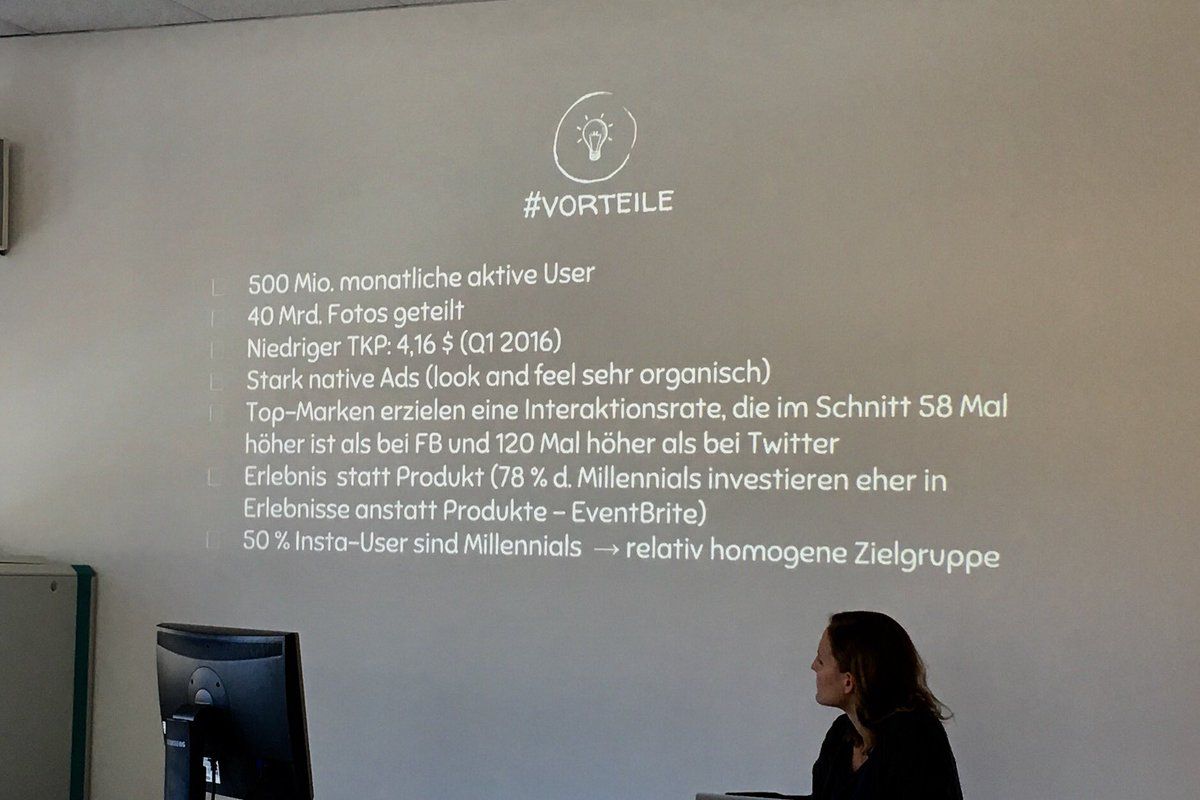 #VORTEILE
500 Mio. monatliche aktive User
40 Mrd. Fotos geteilt
Niedriger TKP: 4,16 $ (Q1 2016)
Stark native Ads (look and feel sehr organisch)
Top-Marken erzielen eine Interaktionsrate, die im Schnitt 58 Mal
höher ist als bei FB und 120 Mal höher als bei Twitter
Erlebnis statt Produkt (78 % d. Millennials investieren eher in
Erlebnisse anstatt Produkte – EventBrite)
50 % Insta-User sind Millennials → relativ homogene Zielgruppe
SAMSUNG